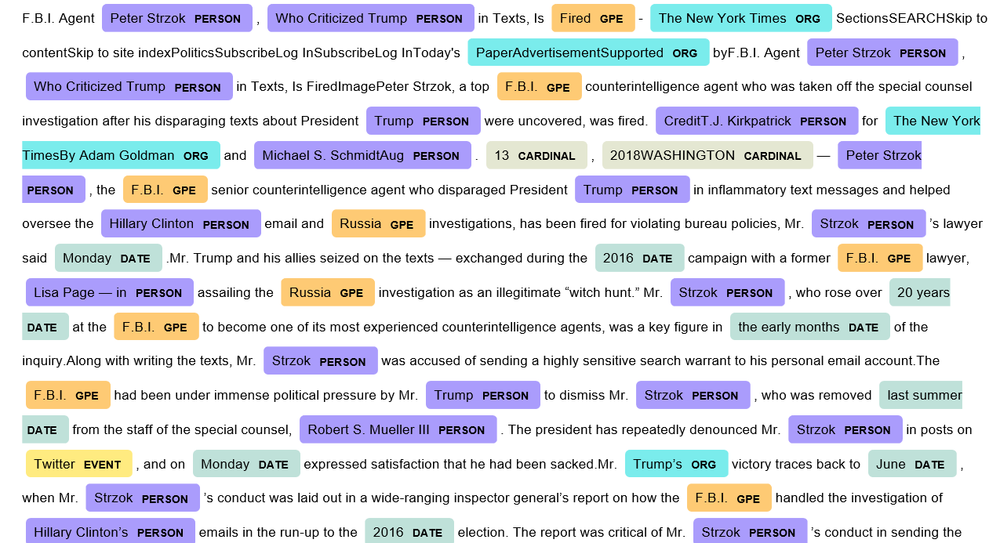 F.B.I. Agent Peter Strzok PERSON , Who Criticized Trump PERSON in Texts, Is Fired GPE - The New York Times ORG SectionsSEARCHSkip to
contentSkip to site indexPoliticsSubscribeLog InSubscribeLog InToday's PaperAdvertisementSupported ORG byF.B.I. Agent Peter Strzok PERSON ,
Who Criticized Trump PERSON in Texts, Is FiredImagePeter Strzok, a top F.B.I. GPE counterintelligence agent who was taken off the special counsel
investigation after his disparaging texts about President Trump PERSON were uncovered, was fired. CreditT.J. Kirkpatrick PERSON for The New York
TimesBy Adam Goldman ORG and Michael S. SchmidtAug PERSON . 13 CARDINAL , 2018WASHINGTON CARDINAL — Peter Strzok
PERSON , the F.B.I. GPE senior counterintelligence agent who disparaged President Trump PERSON in inflammatory text messages and helped
oversee the Hillary Clinton PERSON email and Russia GPE investigations, has been fired for violating bureau policies, Mr. Strzok PERSON ’s lawyer
said Monday DATE .Mr. Trump and his allies seized on the texts — exchanged during the 2016 DATE campaign with a former F.B.I. GPE lawyer,
Lisa Page — in PERSON assailing the Russia GPE investigation as an illegitimate “witch hunt.” Mr. Strzok PERSON , who rose over 20 years
DATE at the F.B.I. GPE to become one of its most experienced counterintelligence agents, was a key figure in the early months DATE of the
inquiry.Along with writing the texts, Mr. Strzok PERSON was accused of sending a highly sensitive search warrant to his personal email account.The
F.B.I. GPE had been under immense political pressure by Mr. Trump PERSON to dismiss Mr. Strzok PERSON , who was removed last summer
DATE from the staff of the special counsel, Robert S. Mueller III PERSON . The president has repeatedly denounced Mr. Strzok PERSON in posts on
Twitter EVENT , and on Monday DATE expressed satisfaction that he had been sacked.Mr. Trump’s ORG victory traces back to June DATE ,
when Mr. Strzok PERSON ’s conduct was laid out in a wide-ranging inspector general’s report on how the F.B.I. GPE handled the investigation of
Hillary Clinton’s PERSON emails in the run-up to the 2016 DATE election. The report was critical of Mr. Strzok PERSON ’s conduct in sending the